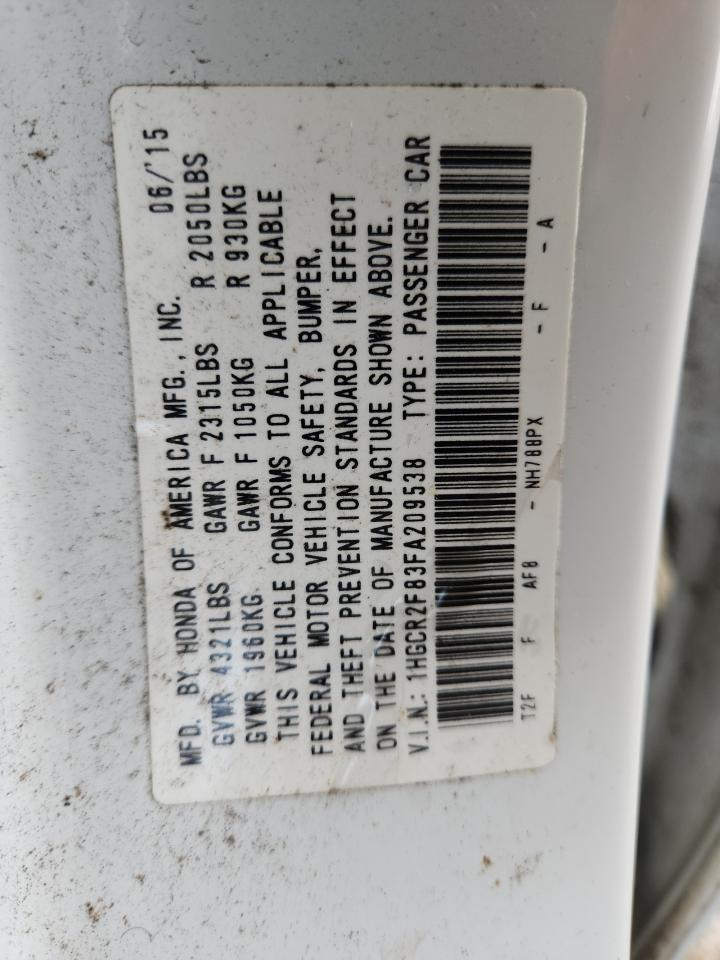 MFD. BY HONDA OF AMERICA MFG., INC. 06/'15
GVWR 4321LBS GAWR F 2315LBS R 2050LBS
GVWR 1960KG GAWR F 1050KG R 930KG
THIS VEHICLE CONFORMS TO ALL APPLICABLE
FEDERAL MOTOR VEHICLE SAFETY, BUMPER,
AND THEFT PREVENTION STANDARDS IN EFFECT
ON THE DATE OF MANUFACTURE SHOWN ABOVE.
V.I.N.: 1HGCR2F83FA209538 TYPE: PASSENGER CAR
T2F F AF8 - NH788PX - F - A